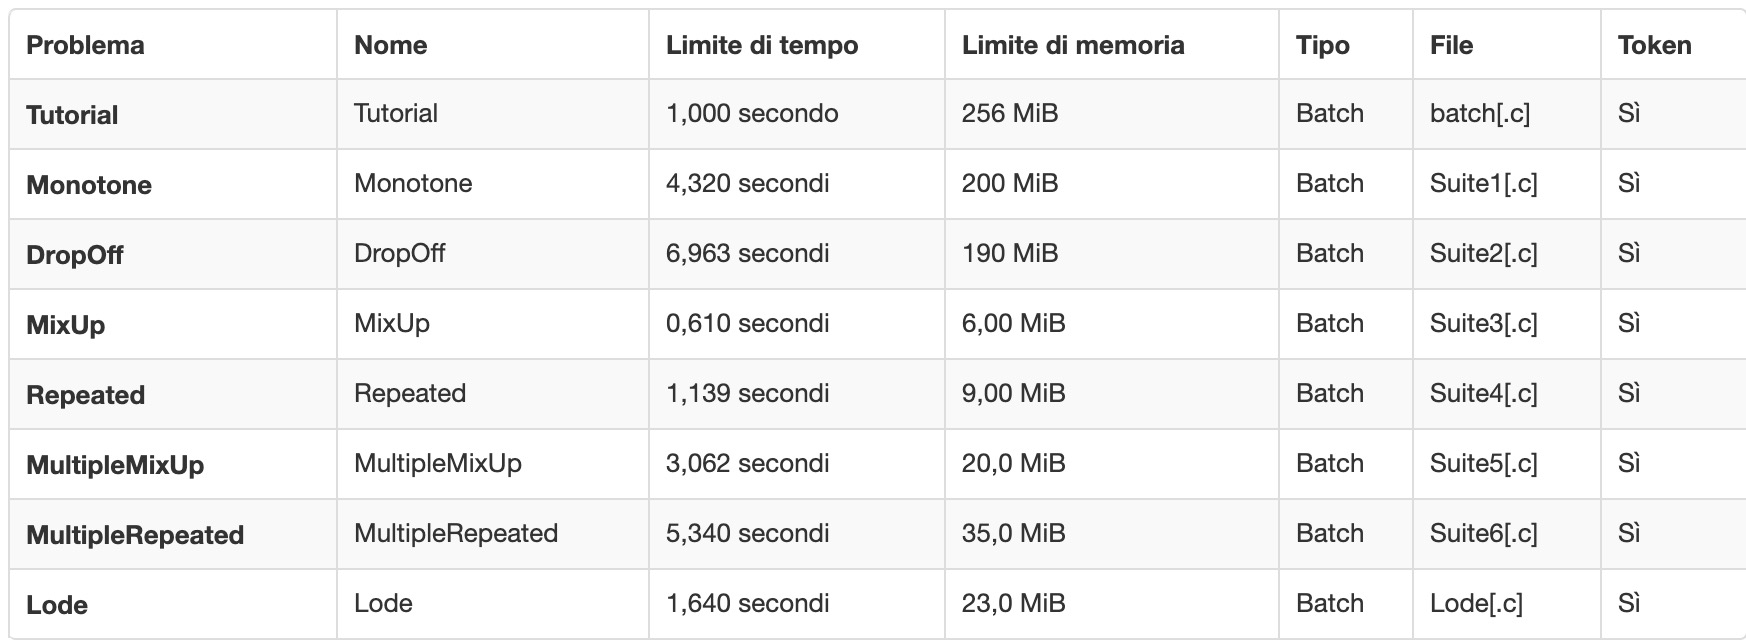 Problema Nome Limite di tempo Limite di memoria Tipo File Token
Tutorial Tutorial 1,000 secondo 256 MiB Batch batch[.c] Sì
Monotone Monotone 4,320 secondi 200 MiB Batch Suite1[.c] Sì
DropOff DropOff 6,963 secondi 190 MiB Batch Suite2[.c] Sì
MixUp MixUp 0,610 secondi 6,00 MiB Batch Suite3[.c] Sì
Repeated Repeated 1,139 secondi 9,00 MiB Batch Suite4[.c] Sì
MultipleMixUp MultipleMixUp 3,062 secondi 20,0 MiB Batch Suite5[.c] Sì
MultipleRepeated MultipleRepeated 5,340 secondi 35,0 MiB Batch Suite6[.c] Sì
Lode Lode 1,640 secondi 23,0 MiB Batch Lode[.c] Sì